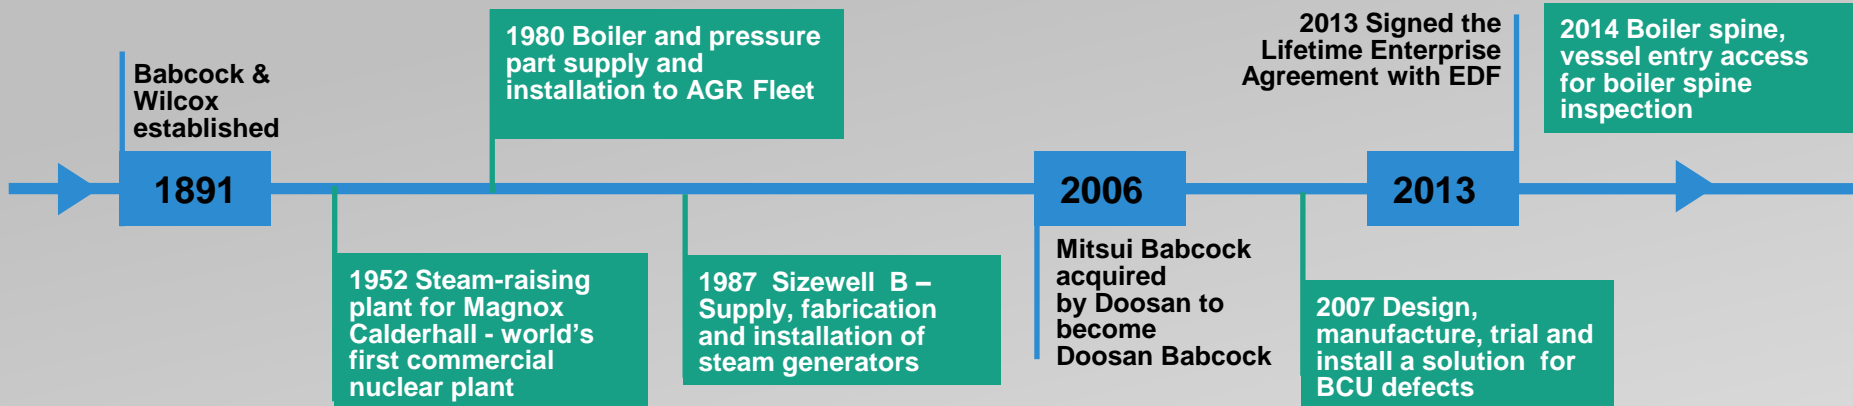 Babcock &
Wilcox
established
1891
1952 Steam-raising
plant for Magnox
Calderhall - world's
first commercial
nuclear plant
1980 Boiler and pressure
part supply and
installation to AGR Fleet
1987 Sizewell B –
Supply, fabrication
and installation of
steam generators
2006
Mitsui Babcock
acquired
by Doosan to
become
Doosan Babcock
2007 Design,
manufacture, trial and
install a solution for
BCU defects
2013 Signed the
Lifetime Enterprise
Agreement with EDF
2013
2014 Boiler spine,
vessel entry access
for boiler spine
inspection